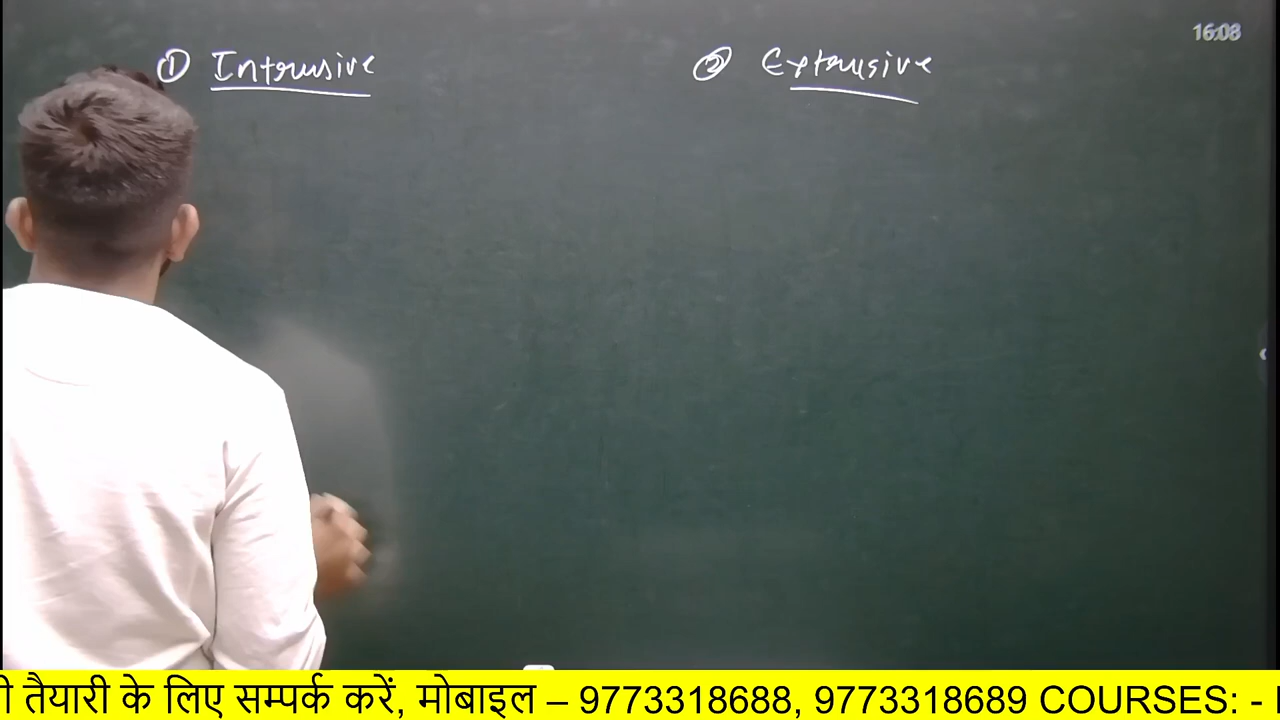 16:08
① Intrusive ② Extrusive
ी तैयारी के लिए सम्पर्क करें, मोबाइल – 9773318688, 9773318689 COURSES: -